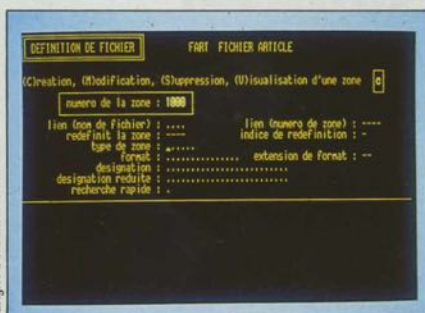 DEFINITION DE FICHIER FART FICHIER ARTICLE
(C)reation, (M)odification, (S)uppression, (V)isualisation d'une zone c
numero de la zone : 1000
lien (nom de fichier) : .... lien (numero de zone) : ----
redefinit la zone : ---- indice de redefinition : -
type de zone : ......
format : ............... extension de format : --
designation : .........................
designation reduite : .........................
recherche rapide : .